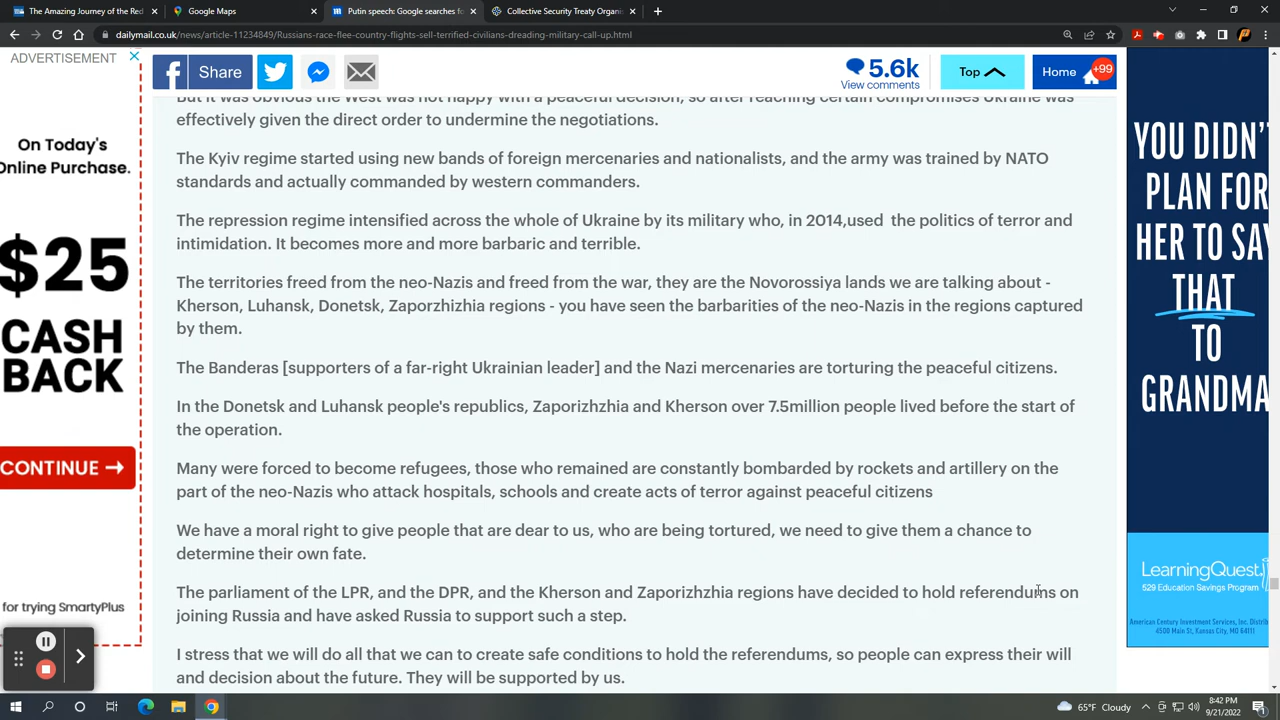 The Amazing Journey of the Red
Google Maps
Putin speech: Google searches fo
Collective Security Treaty Organis
dailymail.co.uk/news/article-11234849/Russians-race-flee-country-flights-sell-terrified-civilians-dreading-military-call-up.html
ADVERTISEMENT
Share
5.6k
View comments
Top
Home
+99
But it was obvious the West was not happy with a peaceful decision, so after reaching certain compromises Ukraine was
effectively given the direct order to undermine the negotiations.
The Kyiv regime started using new bands of foreign mercenaries and nationalists, and the army was trained by NATO
standards and actually commanded by western commanders.
The repression regime intensified across the whole of Ukraine by its military who, in 2014,used  the politics of terror and
intimidation. It becomes more and more barbaric and terrible.
The territories freed from the neo-Nazis and freed from the war, they are the Novorossiya lands we are talking about -
Kherson, Luhansk, Donetsk, Zaporzhizhia regions - you have seen the barbarities of the neo-Nazis in the regions captured
by them.
The Banderas [supporters of a far-right Ukrainian leader] and the Nazi mercenaries are torturing the peaceful citizens.
In the Donetsk and Luhansk people's republics, Zaporizhzhia and Kherson over 7.5million people lived before the start of
the operation.
Many were forced to become refugees, those who remained are constantly bombarded by rockets and artillery on the
part of the neo-Nazis who attack hospitals, schools and create acts of terror against peaceful citizens
We have a moral right to give people that are dear to us, who are being tortured, we need to give them a chance to
determine their own fate.
The parliament of the LPR, and the DPR, and the Kherson and Zaporizhzhia regions have decided to hold referendums on
joining Russia and have asked Russia to support such a step.
I stress that we will do all that we can to create safe conditions to hold the referendums, so people can express their will
and decision about the future. They will be supported by us.
On Today's
Online Purchase.
$25
CASH
BACK
CONTINUE →
for trying SmartyPlus
YOU DIDN'T
PLAN FOR
HER TO SAY
THAT
TO
GRANDMA
LearningQuest
529 Education Savings Program
American Century Investment Services, Inc. Distrib
4500 Main St, Kansas City, MO 64111
65°F Cloudy
8:42 PM
9/21/2022